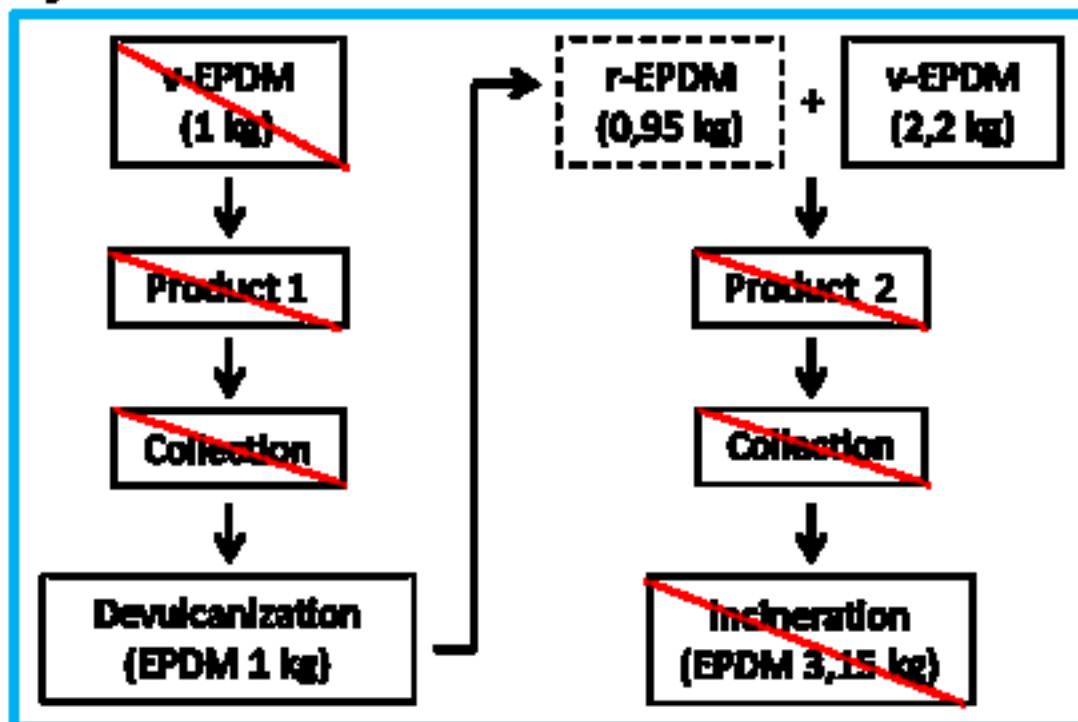 v-EPDM
(1 kg)
Product 1
Collection
Devulcanization
(EPDM 1 kg)
r-EPDM
(0,95 kg)
+
v-EPDM
(2,2 kg)
Product 2
Collection
Incineration
(EPDM 3,15 kg)